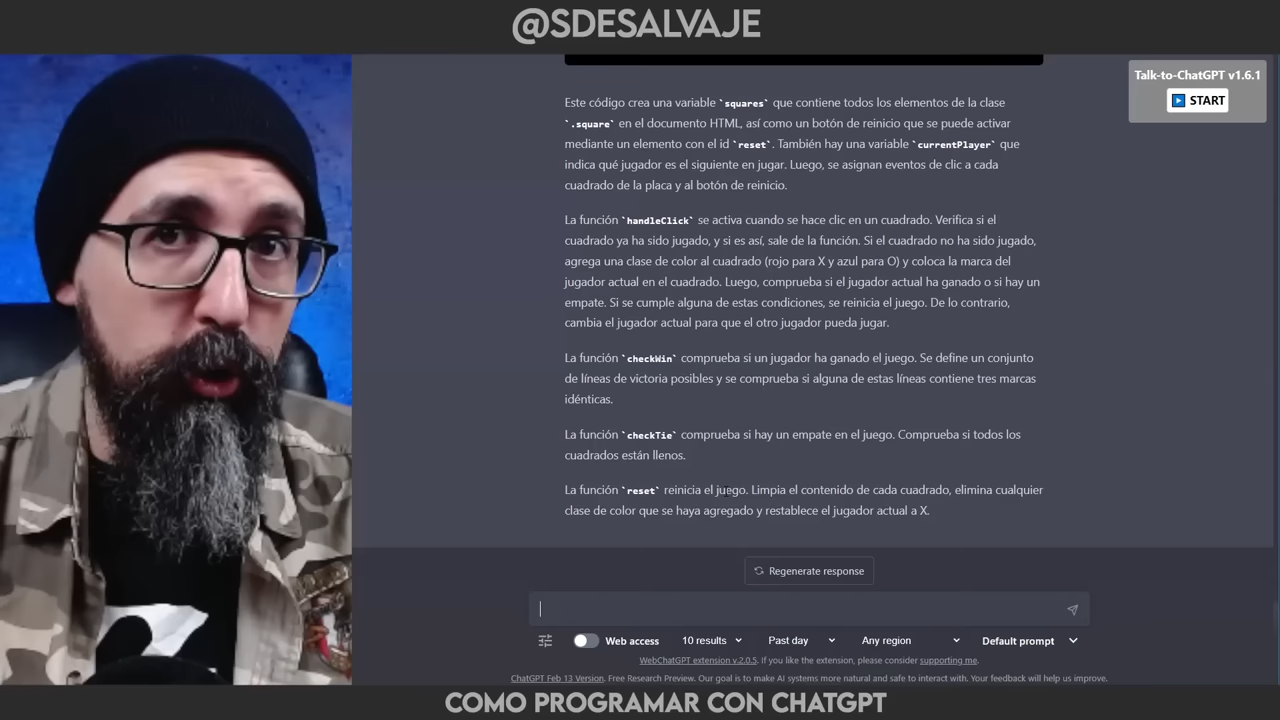 @SDESALVAJE
Talk-to-ChatGPT v1.6.1
START
Este código crea una variable `squares` que contiene todos los elementos de la clase
`.square` en el documento HTML, así como un botón de reinicio que se puede activar
mediante un elemento con el id `reset`. También hay una variable `currentPlayer` que
indica qué jugador es el siguiente en jugar. Luego, se asignan eventos de clic a cada
cuadrado de la placa y al botón de reinicio.
La función `handleClick` se activa cuando se hace clic en un cuadrado. Verifica si el
cuadrado ya ha sido jugado, y si es así, sale de la función. Si el cuadrado no ha sido jugado,
agrega una clase de color al cuadrado (rojo para X y azul para O) y coloca la marca del
jugador actual en el cuadrado. Luego, comprueba si el jugador actual ha ganado o si hay un
empate. Si se cumple alguna de estas condiciones, se reinicia el juego. De lo contrario,
cambia el jugador actual para que el otro jugador pueda jugar.
La función `checkWin` comprueba si un jugador ha ganado el juego. Se define un conjunto
de líneas de victoria posibles y se comprueba si alguna de estas líneas contiene tres marcas
idénticas.
La función `checkTie` comprueba si hay un empate en el juego. Comprueba si todos los
cuadrados están llenos.
La función `reset` reinicia el juego. Limpia el contenido de cada cuadrado, elimina cualquier
clase de color que se haya agregado y restablece el jugador actual a X.
Regenerate response
Web access 10 results Past day Any region Default prompt
WebChatGPT extension v.2.0.5. If you like the extension, please consider supporting me.
ChatGPT Feb 13 Version. Free Research Preview. Our goal is to make AI systems more natural and safe to interact with. Your feedback will help us improve.
COMO PROGRAMAR CON CHATGPT